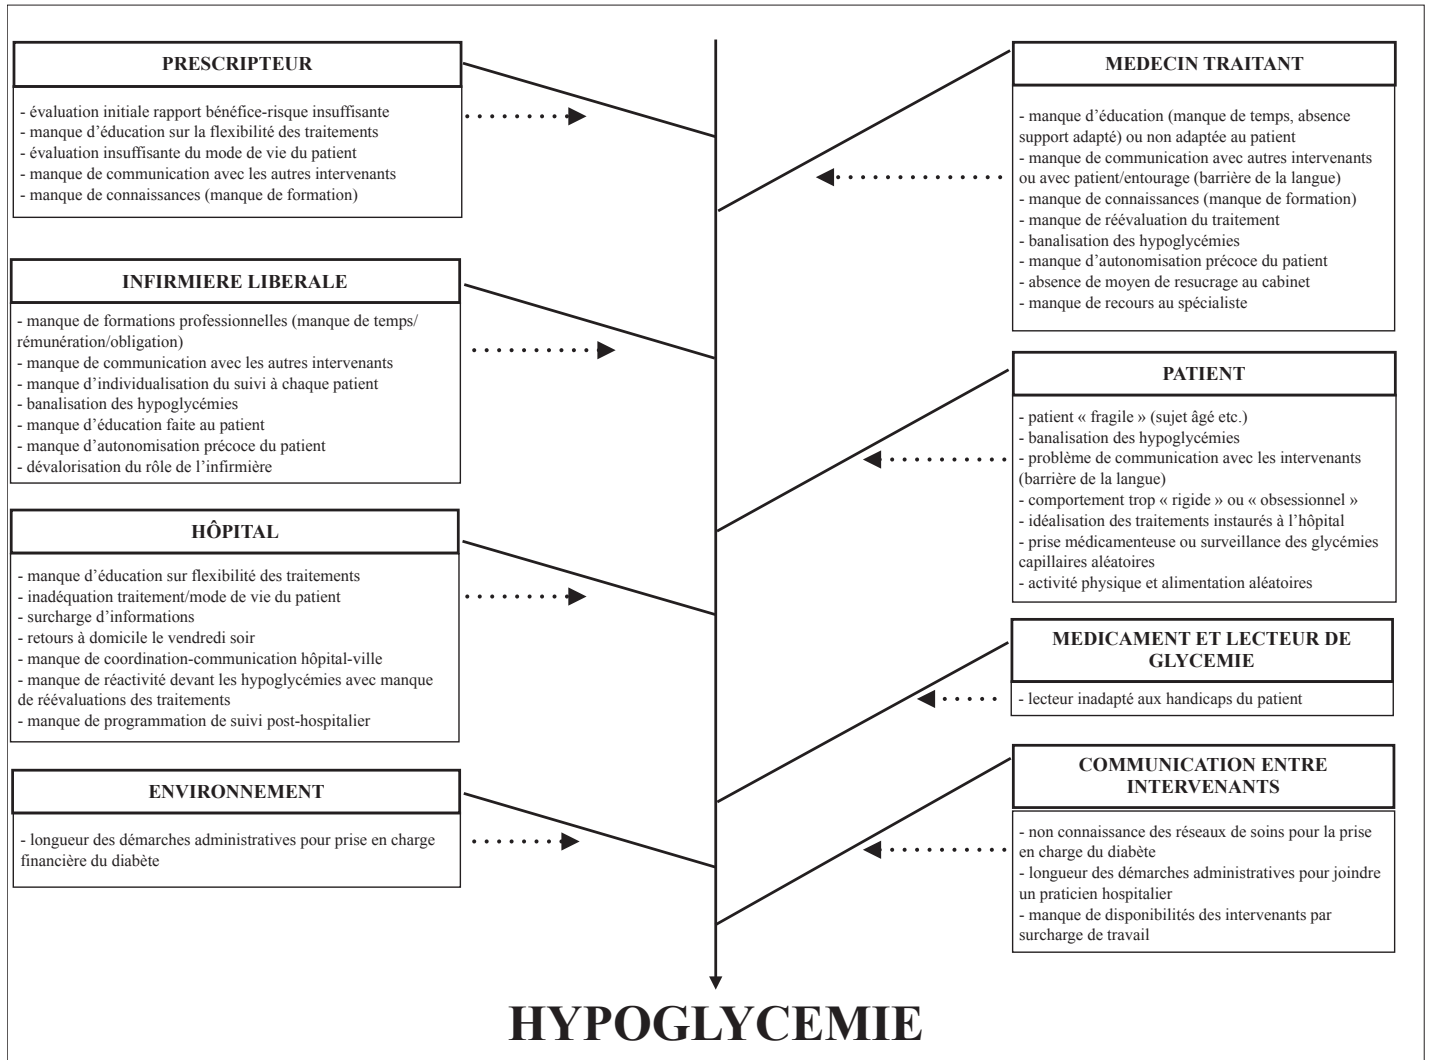 PRESCRIPTEUR
- évaluation initiale rapport bénéfice-risque insuffisante
- manque d'éducation sur la flexibilité des traitements
- évaluation insuffisante du mode de vie du patient
- manque de communication avec les autres intervenants
- manque de connaissances (manque de formation)
INFIRMIERE LIBERALE
- manque de formations professionnelles (manque de temps/
rémunération/obligation)
- manque de communication avec les autres intervenants
- manque d'individualisation du suivi à chaque patient
- banalisation des hypoglycémies
- manque d'éducation faite au patient
- manque d'autonomisation précoce du patient
- dévalorisation du rôle de l'infirmière
HÔPITAL
- manque d'éducation sur flexibilité des traitements
- inadéquation traitement/mode de vie du patient
- surcharge d'informations
- retours à domicile le vendredi soir
- manque de coordination-communication hôpital-ville
- manque de réactivité devant les hypoglycémies avec manque
de réévaluations des traitements
- manque de programmation de suivi post-hospitalier
ENVIRONNEMENT
- longueur des démarches administratives pour prise en charge
financière du diabète
MEDECIN TRAITANT
- manque d'éducation (manque de temps, absence
support adapté) ou non adaptée au patient
- manque de communication avec autres intervenants
ou avec patient/entourage (barrière de la langue)
- manque de connaissances (manque de formation)
- manque de réévaluation du traitement
- banalisation des hypoglycémies
- manque d'autonomisation précoce du patient
- absence de moyen de resucrage au cabinet
- manque de recours au spécialiste
PATIENT
- patient « fragile » (sujet âgé etc.)
- banalisation des hypoglycémies
- problème de communication avec les intervenants
(barrière de la langue)
- comportement trop « rigide » ou « obsessionnel »
- idéalisation des traitements instaurés à l'hôpital
- prise médicamenteuse ou surveillance des glycémies
capillaires aléatoires
- activité physique et alimentation aléatoires
MEDICAMENT ET LECTEUR DE
GLYCEMIE
- lecteur inadapté aux handicaps du patient
COMMUNICATION ENTRE
INTERVENANTS
- non connaissance des réseaux de soins pour la prise
en charge du diabète
- longueur des démarches administratives pour joindre
un praticien hospitalier
- manque de disponibilités des intervenants par
surcharge de travail
HYPOGLYCEMIE